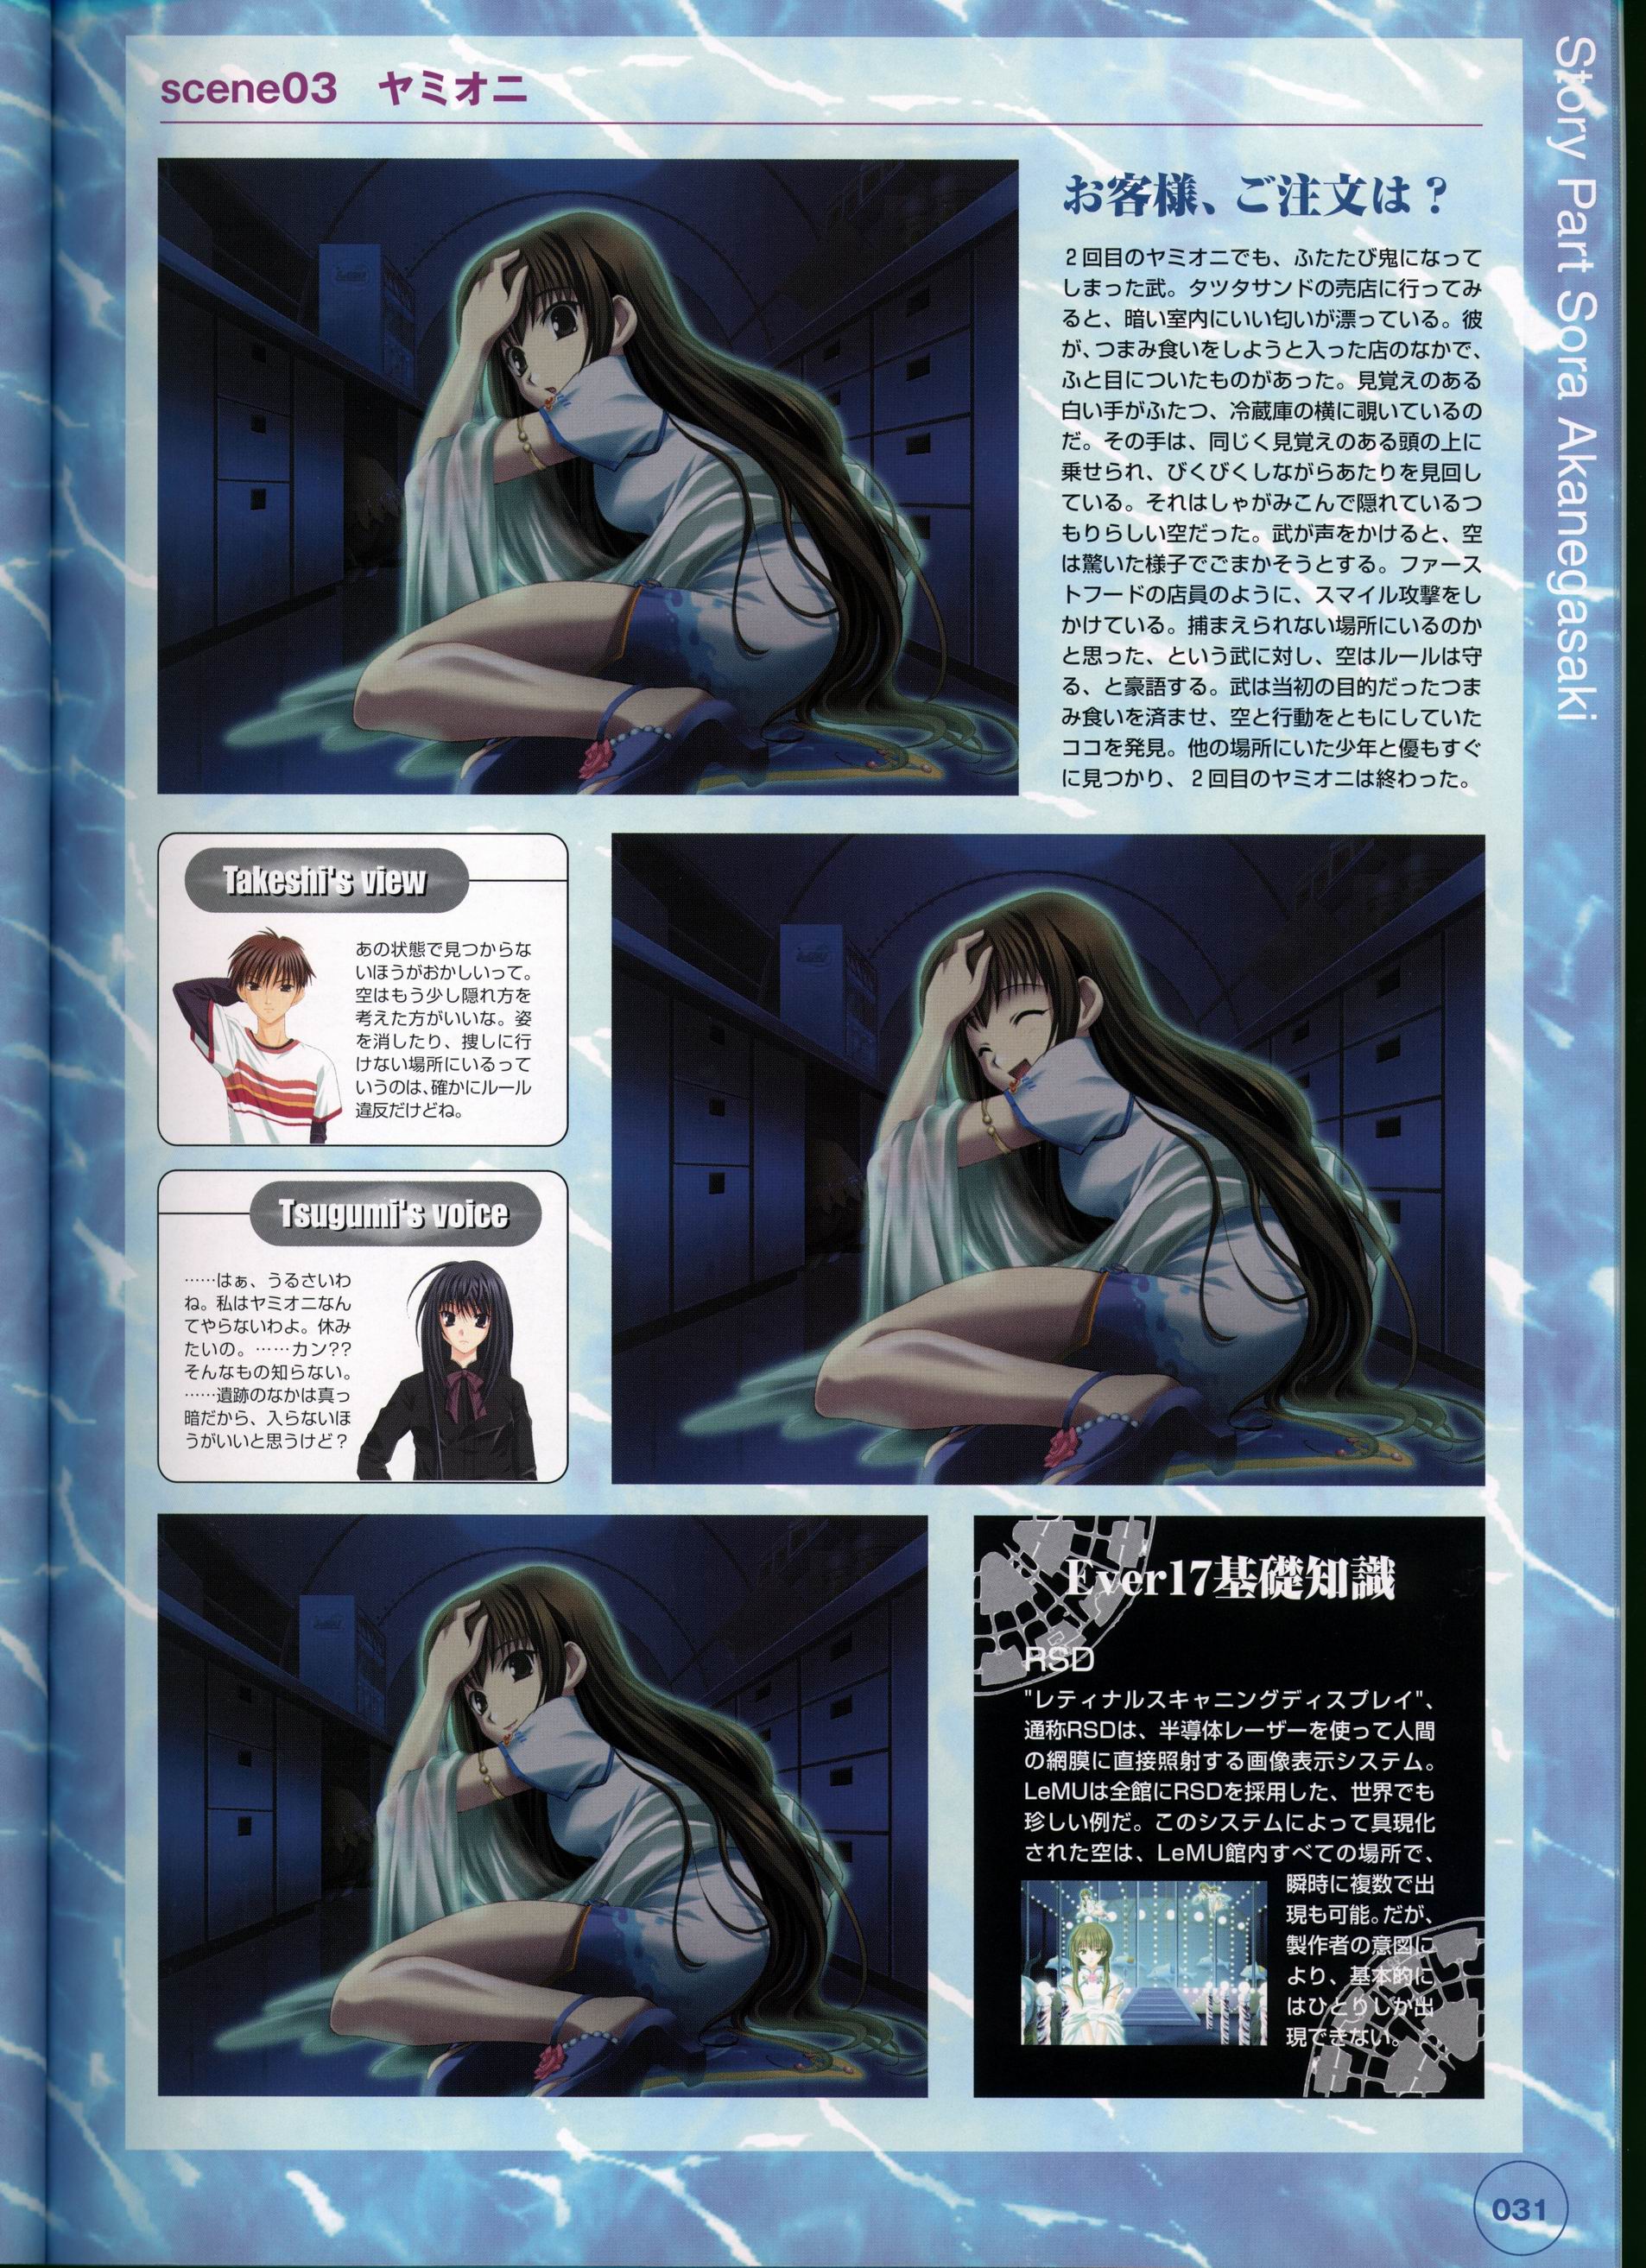 scene03　ヤミオニ
お客様、ご注文は？
２回目のヤミオニでも、ふたたび鬼になって
しまった武。タツタサンドの売店に行ってみ
ると、暗い室内にいい匂いが漂っている。彼
が、つまみ食いをしようと入った店のなかで、
ふと目についたものがあった。見覚えのある
白い手がふたつ、冷蔵庫の横に覗いているの
だ。その手は、同じく見覚えのある頭の上に
乗せられ、びくびくしながらあたりを見回し
ている。それはしゃがみこんで隠れているつ
もりらしい空だった。武が声をかけると、空
は驚いた様子でごまかそうとする。ファース
トフードの店員のように、スマイル攻撃をし
かけている。捕まえられない場所にいるのか
と思った、という武に対し、空はルールは守
る、と豪語する。武は当初の目的だったつま
み食いを済ませ、空と行動をともにしていた
ココを発見。他の場所にいた少年と優もすぐ
に見つかり、２回目のヤミオニは終わった。
Takeshi's view
あの状態で見つからな
いほうがおかしいって。
空はもう少し隠れ方を
考えた方がいいな。姿
を消したり、捜しに行
けない場所にいるって
いうのは、確かにルール
違反だけどね。
Tsugumi's voice
……はぁ、うるさいわ
ね。私はヤミオニなん
てやらないわよ。休み
たいの。……カン??
そんなもの知らない。
……遺跡のなかは真っ
暗だから、入らないほ
うがいいと思うけど？
Ever17基礎知識
RSD
"レティナルスキャニングディスプレイ"、
通称RSDは、半導体レーザーを使って人間
の網膜に直接照射する画像表示システム。
LeMUは全館にRSDを採用した、世界でも
珍しい例だ。このシステムによって具現化
された空は、LeMU館内すべての場所で、
瞬時に複数で出
現も可能。だが、
製作者の意図に
より、基本的に
はひとりしか出
現できない。
Story Part Sora Akanegasaki
031